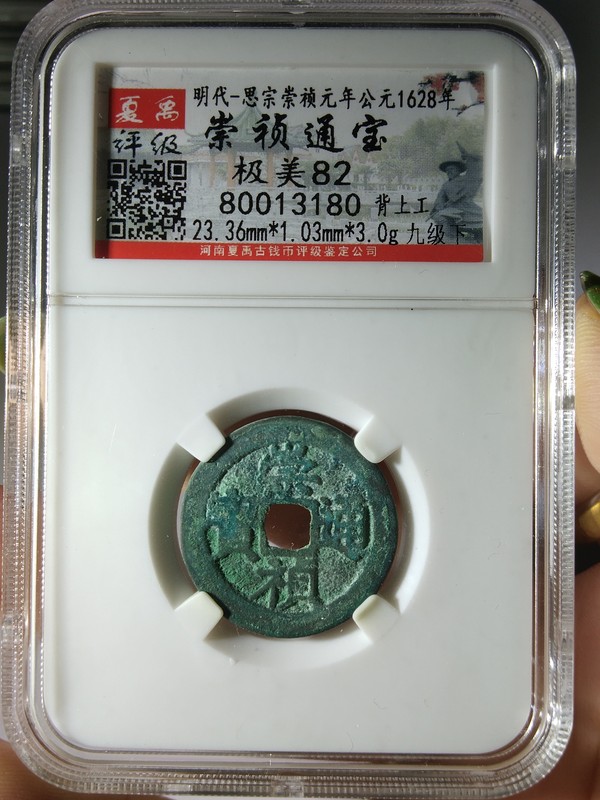 夏禹
评级
明代-思宗崇祯元年公元1628年
崇祯通宝
极美82
80013180 背上工
23.36mm*1.03mm*3.0g 九级下
河南夏禹古钱币评级鉴定公司
崇
寶 通
禎